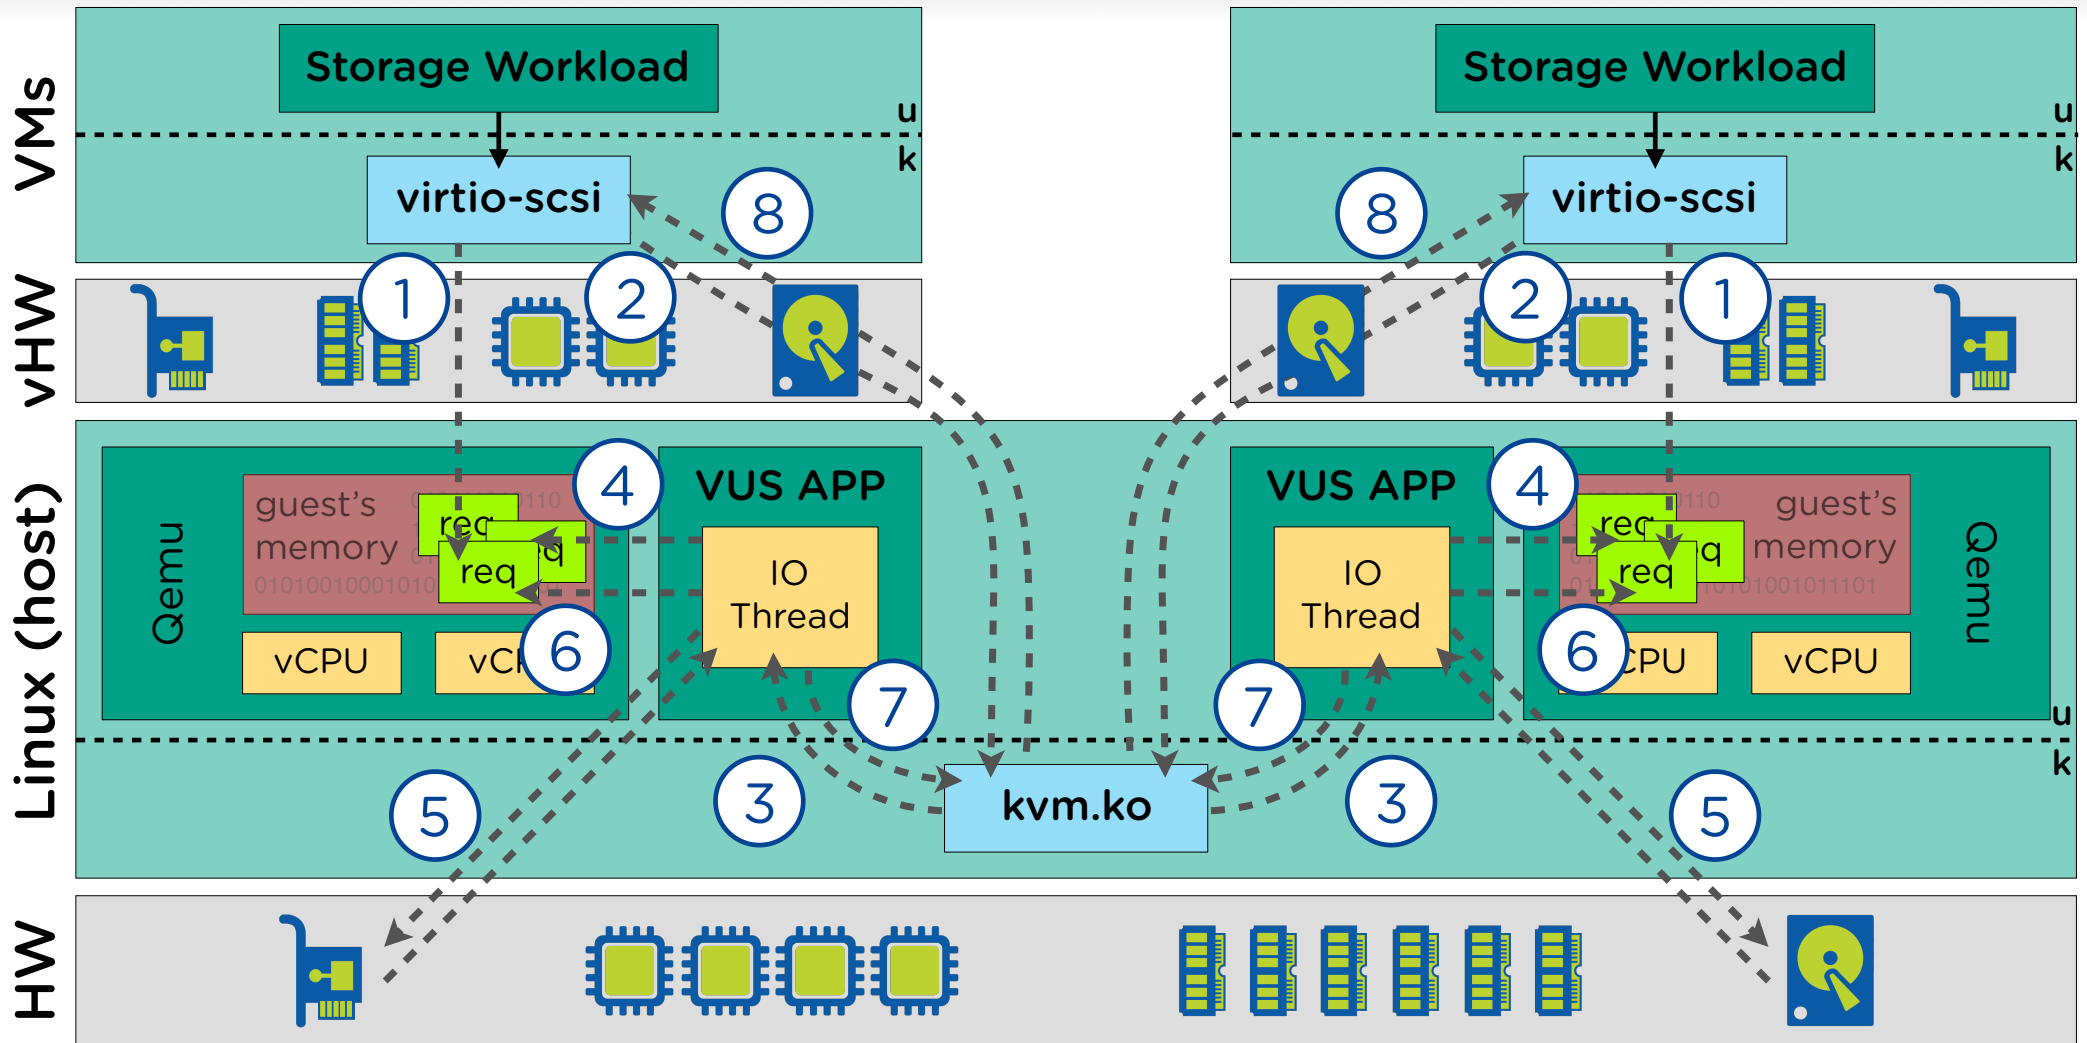 VMs
Storage Workload
Storage Workload
u
u
k
k
virtio-scsi
virtio-scsi
8
8
vHW
1
2
2
1
Linux (host)
Qemu
guest's
memory
req
req
4
VUS APP
IO
Thread
vCPU
6
7
VUS APP
IO
Thread
4
req
req
guest's
memory
Qemu
7
6
vCPU
u
k
5
3
kvm.ko
3
5
HW